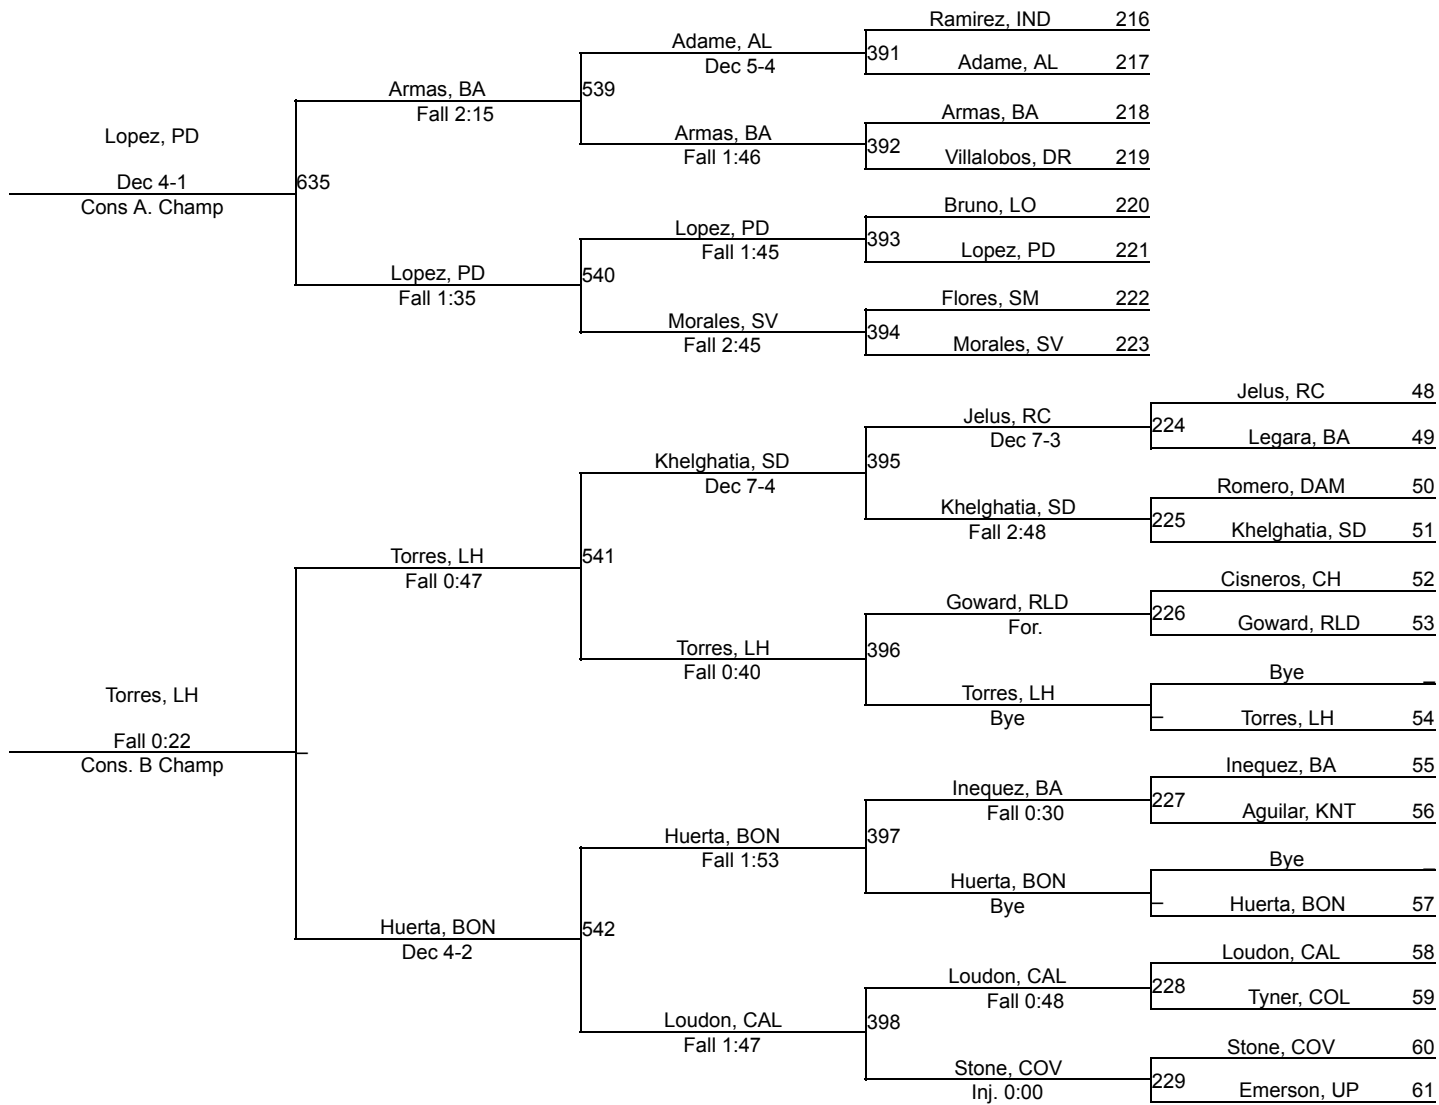 Ramirez, IND 216
Adame, AL
Dec 5-4
391
Adame, AL 217
Armas, BA
Fall 2:15
539
Armas, BA 218
Armas, BA
Fall 1:46
392
Villalobos, DR 219
Lopez, PD
Dec 4-1
Cons A. Champ
635
Bruno, LO 220
Lopez, PD
Fall 1:45
393
Lopez, PD 221
Lopez, PD
Fall 1:35
540
Flores, SM 222
Morales, SV
Fall 2:45
394
Morales, SV 223
Jelus, RC 48
Jelus, RC
Dec 7-3
224
Legara, BA 49
Khelghatia, SD
Dec 7-4
395
Romero, DAM 50
Khelghatia, SD
Fall 2:48
225
Khelghatia, SD 51
Torres, LH
Fall 0:47
541
Cisneros, CH 52
Goward, RLD
For.
226
Goward, RLD 53
Torres, LH
Fall 0:40
396
Bye _
Torres, LH
Bye
_
Torres, LH 54
Torres, LH
Fall 0:22
Cons. B Champ
_
Inequez, BA 55
Inequez, BA
Fall 0:30
227
Aguilar, KNT 56
Huerta, BON
Fall 1:53
397
Bye _
Huerta, BON
Bye
_
Huerta, BON 57
Huerta, BON
Dec 4-2
542
Loudon, CAL 58
Loudon, CAL
Fall 0:48
228
Tyner, COL 59
Loudon, CAL
Fall 1:47
398
Stone, COV 60
Stone, COV
Inj. 0:00
229
Emerson, UP 61